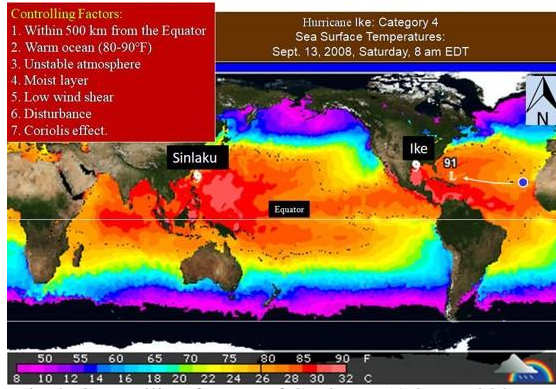 Controlling Factors:
1. Within 500 km from the Equator
2. Warm ocean (80-90°F)
3. Unstable atmosphere
4. Moist layer
5. Low wind shear
6. Disturbance
7. Coriolis effect.
Hurricane Ike: Category 4
Sea Surface Temperatures:
Sept. 13, 2008, Saturday, 8 am EDT
N
Sinlaku
Ike
91
L
Equator
50 55 60 65 70 75 80 85 90 F
8 10 12 14 16 18 20 22 24 26 28 30 32 C